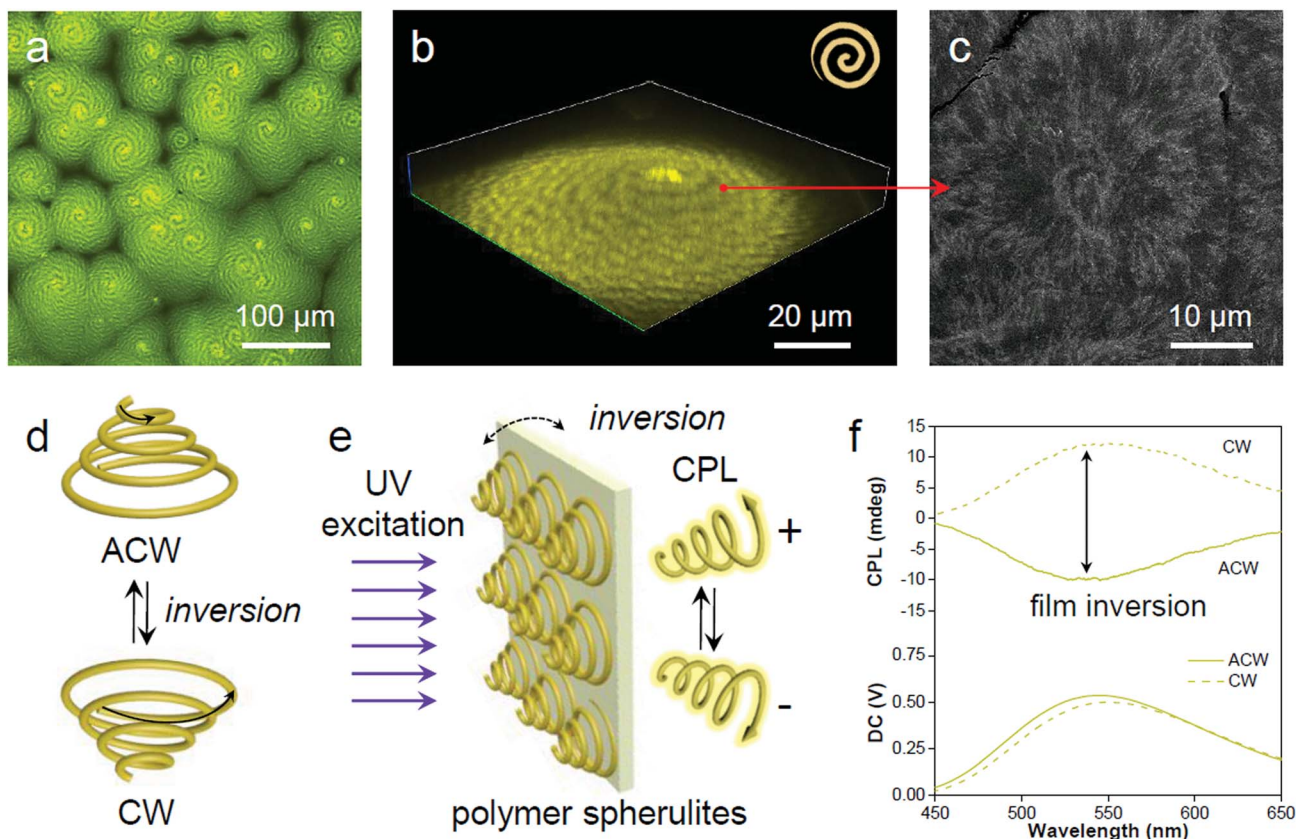 a
100 μm
b
20 μm
c
10 μm
d
ACW
inversion
CW
e
inversion
UV
excitation
CPL
+
-
polymer spherulites
f
CPL (mdeg)
15
10
5
0
-5
-10
-15
CW
ACW
film inversion
DC (V)
0.75
0.50
0.25
0.00
ACW
CW
450
500
550
600
650
Wavelength (nm)